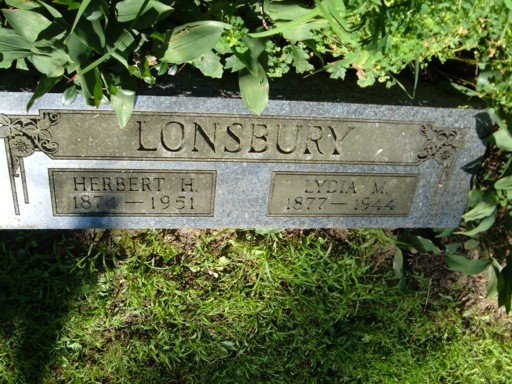 LONSBURY
HERBERT H.
1874 — 1951
LYDIA M.
1877 — 1944